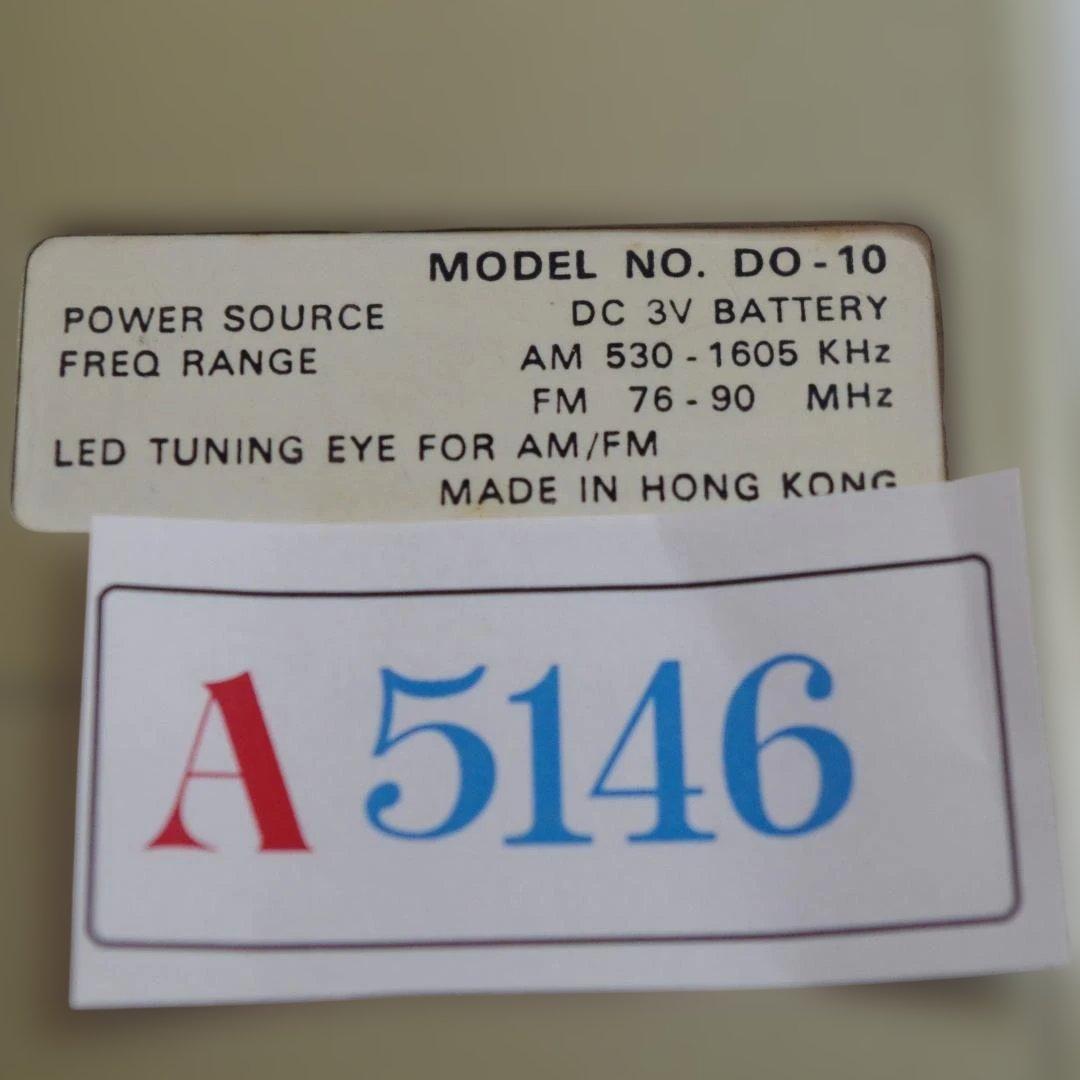 MODEL NO. DO-10
POWER SOURCE DC 3V BATTERY
FREQ RANGE AM 530-1605 KHz
FM 76-90 MHz
LED TUNING EYE FOR AM/FM
MADE IN HONG KONG
A 5146